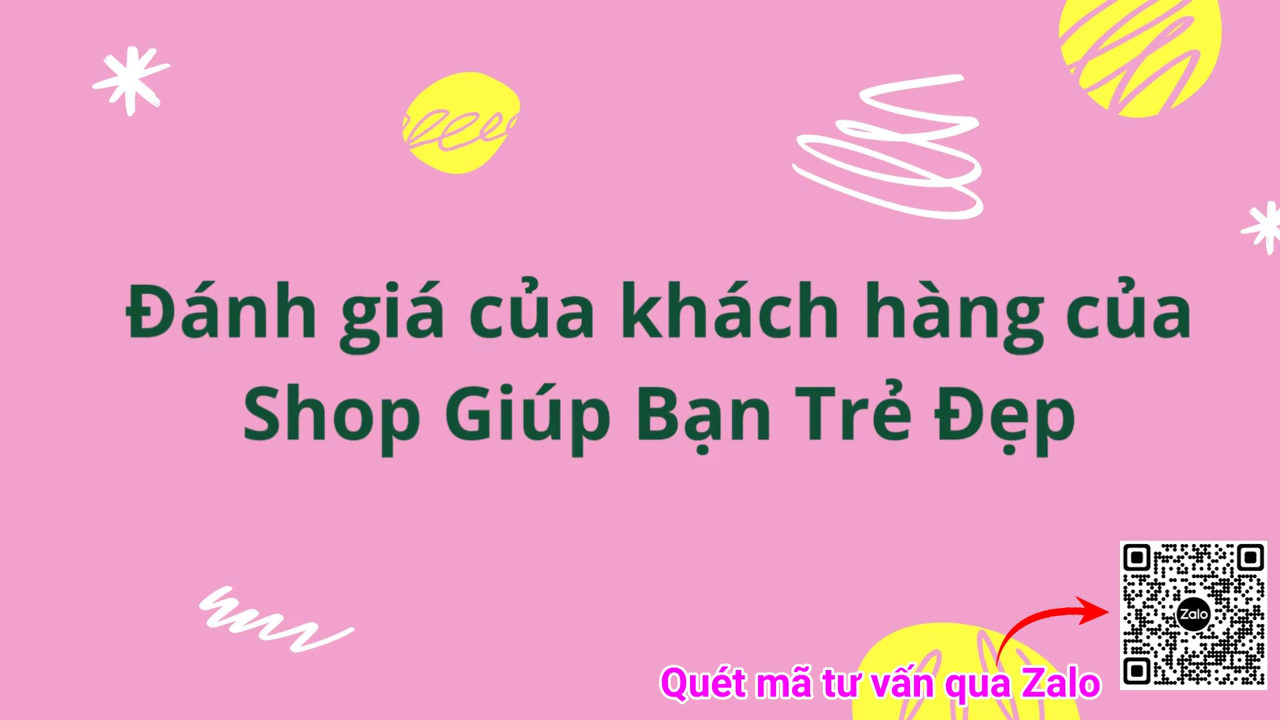 Đánh giá của khách hàng của
Shop Giúp Bạn Trẻ Đẹp
Zalo
Quét mã tư vấn qua Zalo